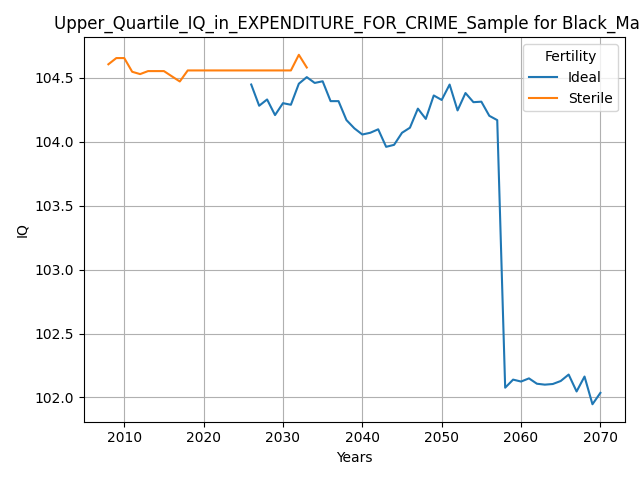 Upper_Quartile_IQ_in_EXPENDITURE_FOR_CRIME_Sample for Black_Ma
Fertility
Ideal
Sterile
104.5
104.0
103.5
103.0
102.5
102.0
IQ
2010 2020 2030 2040 2050 2060 2070
Years